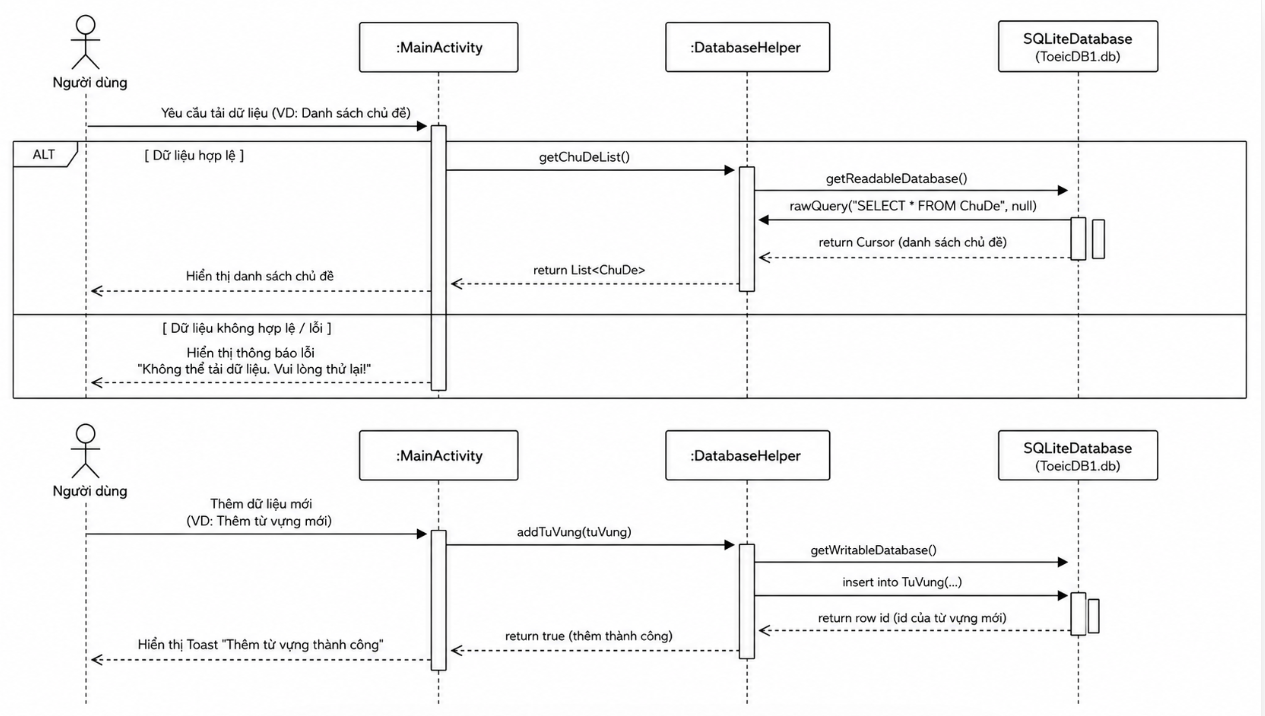 Người dùng
:MainActivity
:DatabaseHelper
SQLiteDatabase
(ToeicDB1.db)
Yêu cầu tải dữ liệu (VD: Danh sách chủ đề)
ALT
[ Dữ liệu hợp lệ ]
getChuDeList()
getReadableDatabase()
rawQuery("SELECT * FROM ChuDe", null)
return Cursor (danh sách chủ đề)
return List<ChuDe>
Hiển thị danh sách chủ đề
[ Dữ liệu không hợp lệ / lỗi ]
Hiển thị thông báo lỗi
"Không thể tải dữ liệu. Vui lòng thử lại!"
Người dùng
:MainActivity
:DatabaseHelper
SQLiteDatabase
(ToeicDB1.db)
Thêm dữ liệu mới
(VD: Thêm từ vựng mới)
addTuVung(tuVung)
getWritableDatabase()
insert into TuVung(...)
return row id (id của từ vựng mới)
return true (thêm thành công)
Hiển thị Toast "Thêm từ vựng thành công"